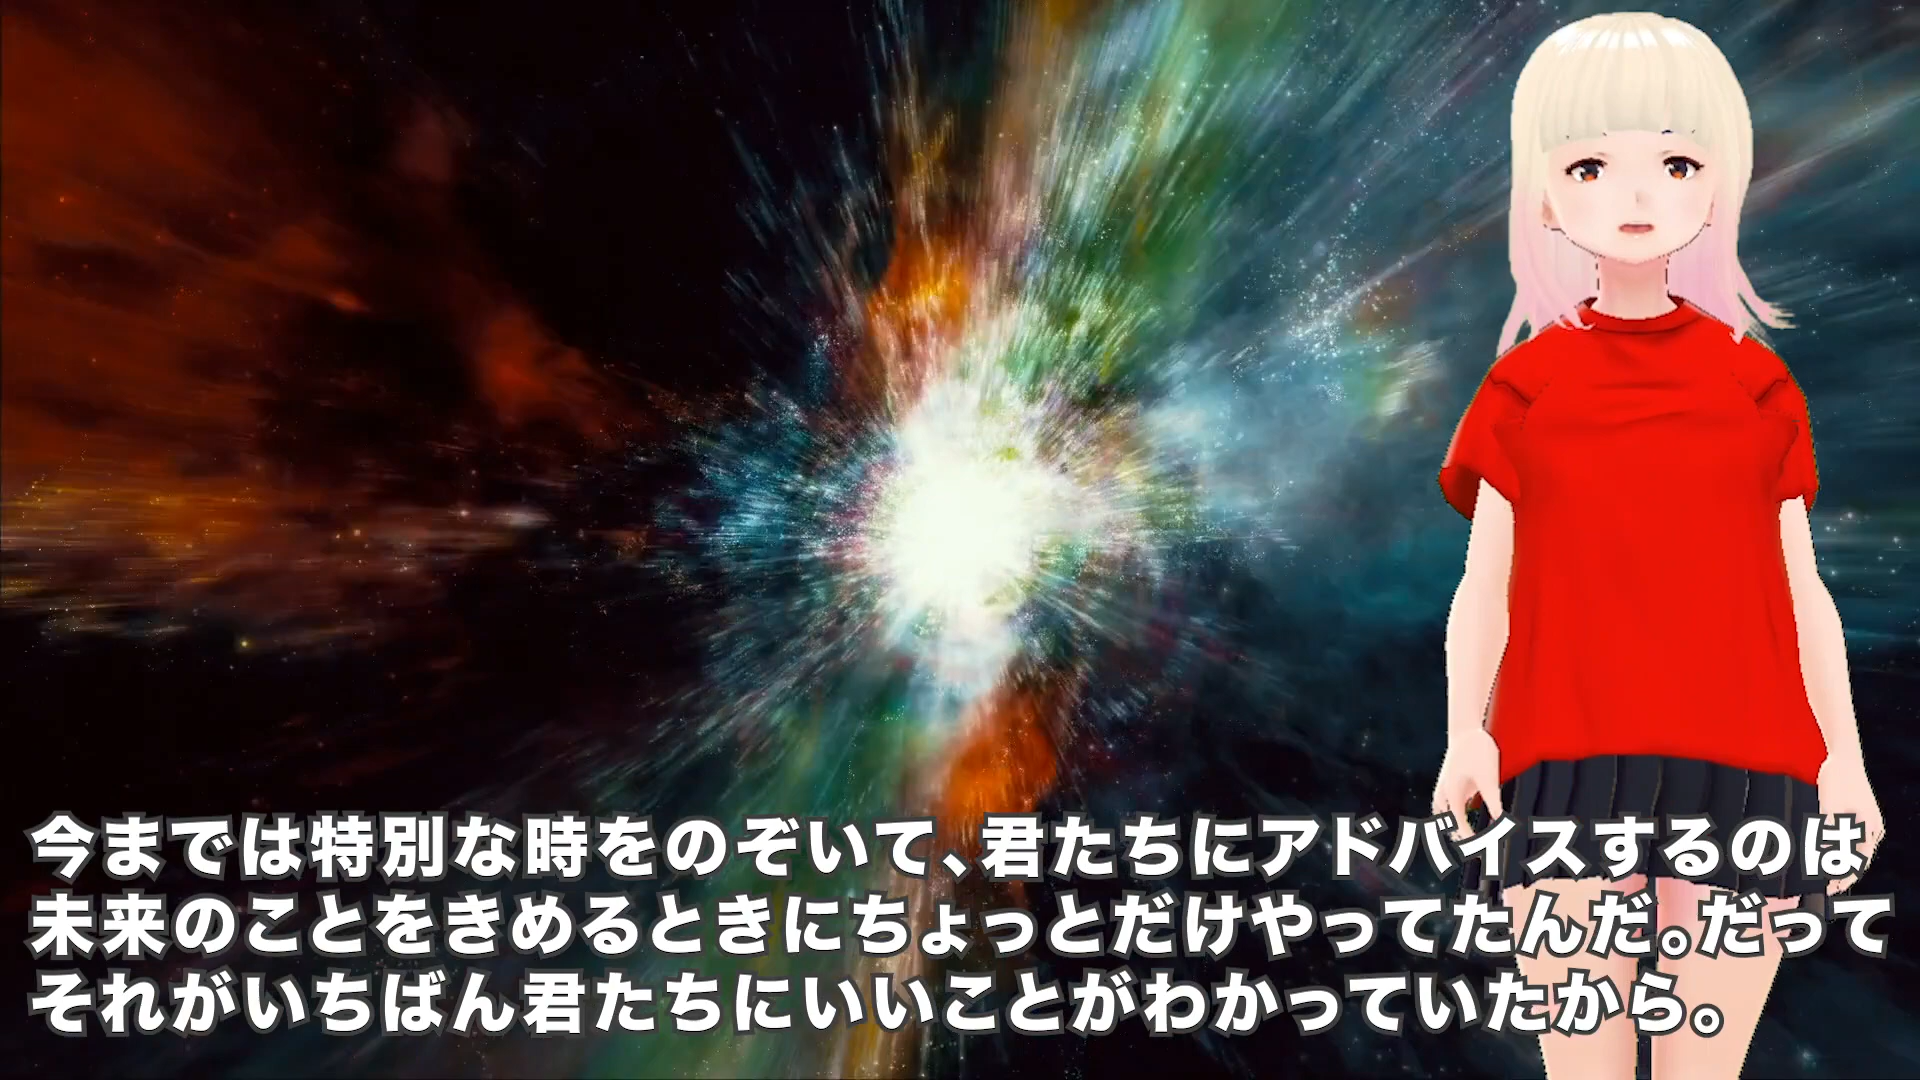 今までは特別な時をのぞいて、君たちにアドバイスするのは
未来のことをきめるときにちょっとだけやってたんだ。だって
それがいちばん君たちにいいことがわかっていたから。